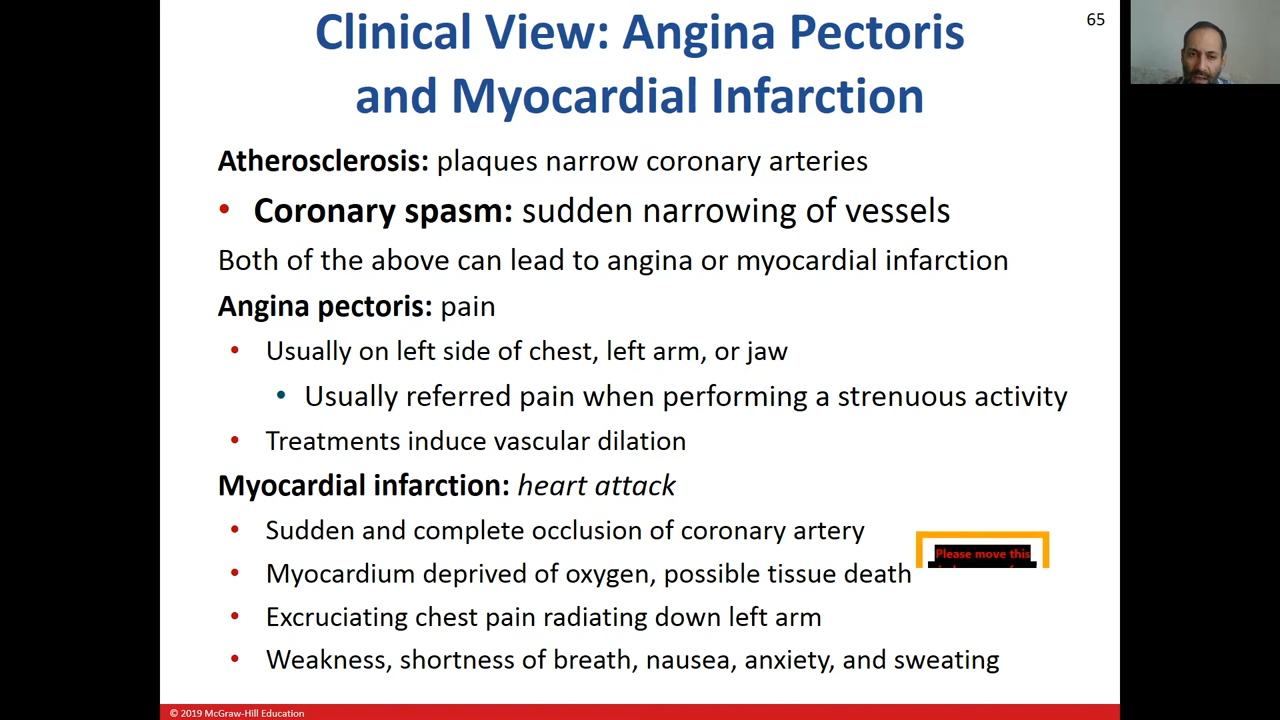 Clinical View: Angina Pectoris
and Myocardial Infarction
65
Atherosclerosis: plaques narrow coronary arteries
• Coronary spasm: sudden narrowing of vessels
Both of the above can lead to angina or myocardial infarction
Angina pectoris: pain
• Usually on left side of chest, left arm, or jaw
• Usually referred pain when performing a strenuous activity
• Treatments induce vascular dilation
Myocardial infarction: heart attack
• Sudden and complete occlusion of coronary artery
Please move this
• Myocardium deprived of oxygen, possible tissue death
• Excruciating chest pain radiating down left arm
• Weakness, shortness of breath, nausea, anxiety, and sweating
© 2019 McGraw-Hill Education